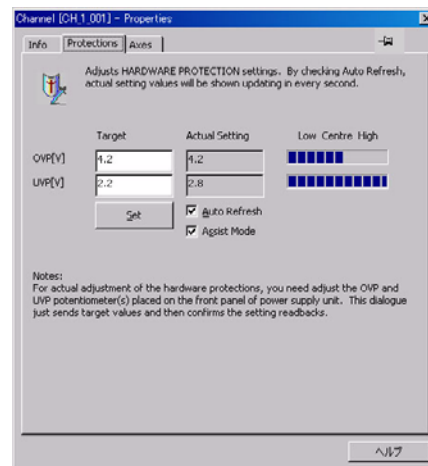 Channel [CH_1_001] - Properties
Info Protections Axes
Adjusts HARDWARE PROTECTION settings. By checking Auto Refresh,
actual setting values will be shown updating in every second.
Target Actual Setting Low Centre High
OVP[V] 4.2 4.2
UVP[V] 2.2 2.8
Set Auto Refresh
Assist Mode
Notes:
For actual adjustment of the hardware protections, you need adjust the OVP and
UVP potentiometer(s) placed on the front panel of power supply unit. This dialogue
just sends target values and then confirms the setting readbacks.
ヘルプ